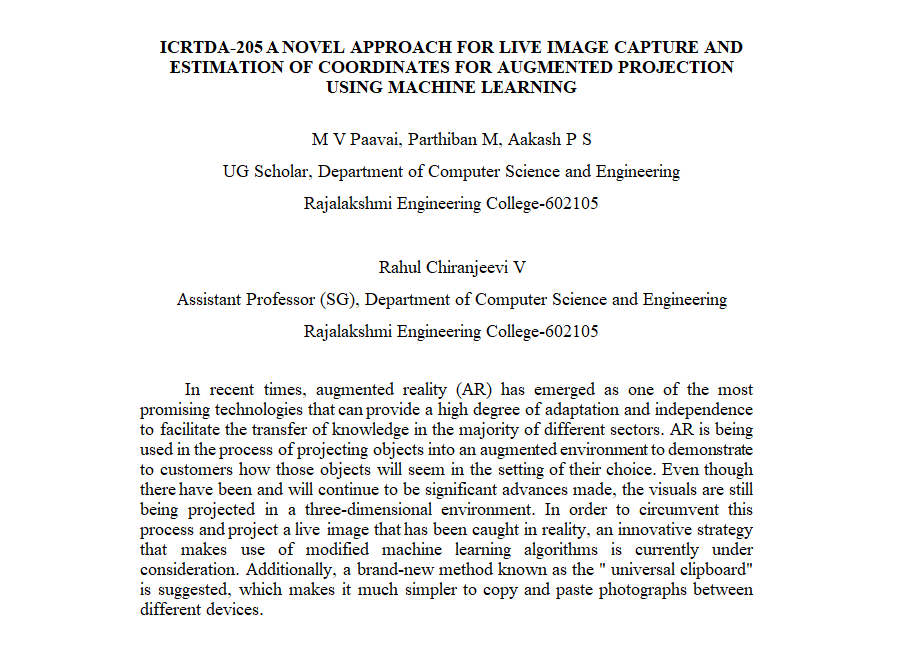 ICRTDA-205 A NOVEL APPROACH FOR LIVE IMAGE CAPTURE AND
ESTIMATION OF COORDINATES FOR AUGMENTED PROJECTION
USING MACHINE LEARNING
M V Paavai, Parthiban M, Aakash P S
UG Scholar, Department of Computer Science and Engineering
Rajalakshmi Engineering College-602105
Rahul Chiranjeevi V
Assistant Professor (SG), Department of Computer Science and Engineering
Rajalakshmi Engineering College-602105
In recent times, augmented reality (AR) has emerged as one of the most
promising technologies that can provide a high degree of adaptation and independence
to facilitate the transfer of knowledge in the majority of different sectors. AR is being
used in the process of projecting objects into an augmented environment to demonstrate
to customers how those objects will seem in the setting of their choice. Even though
there have been and will continue to be significant advances made, the visuals are still
being projected in a three-dimensional environment. In order to circumvent this
process and project a live image that has been caught in reality, an innovative strategy
that makes use of modified machine learning algorithms is currently under
consideration. Additionally, a brand-new method known as the " universal clipboard"
is suggested, which makes it much simpler to copy and paste photographs between
different devices.